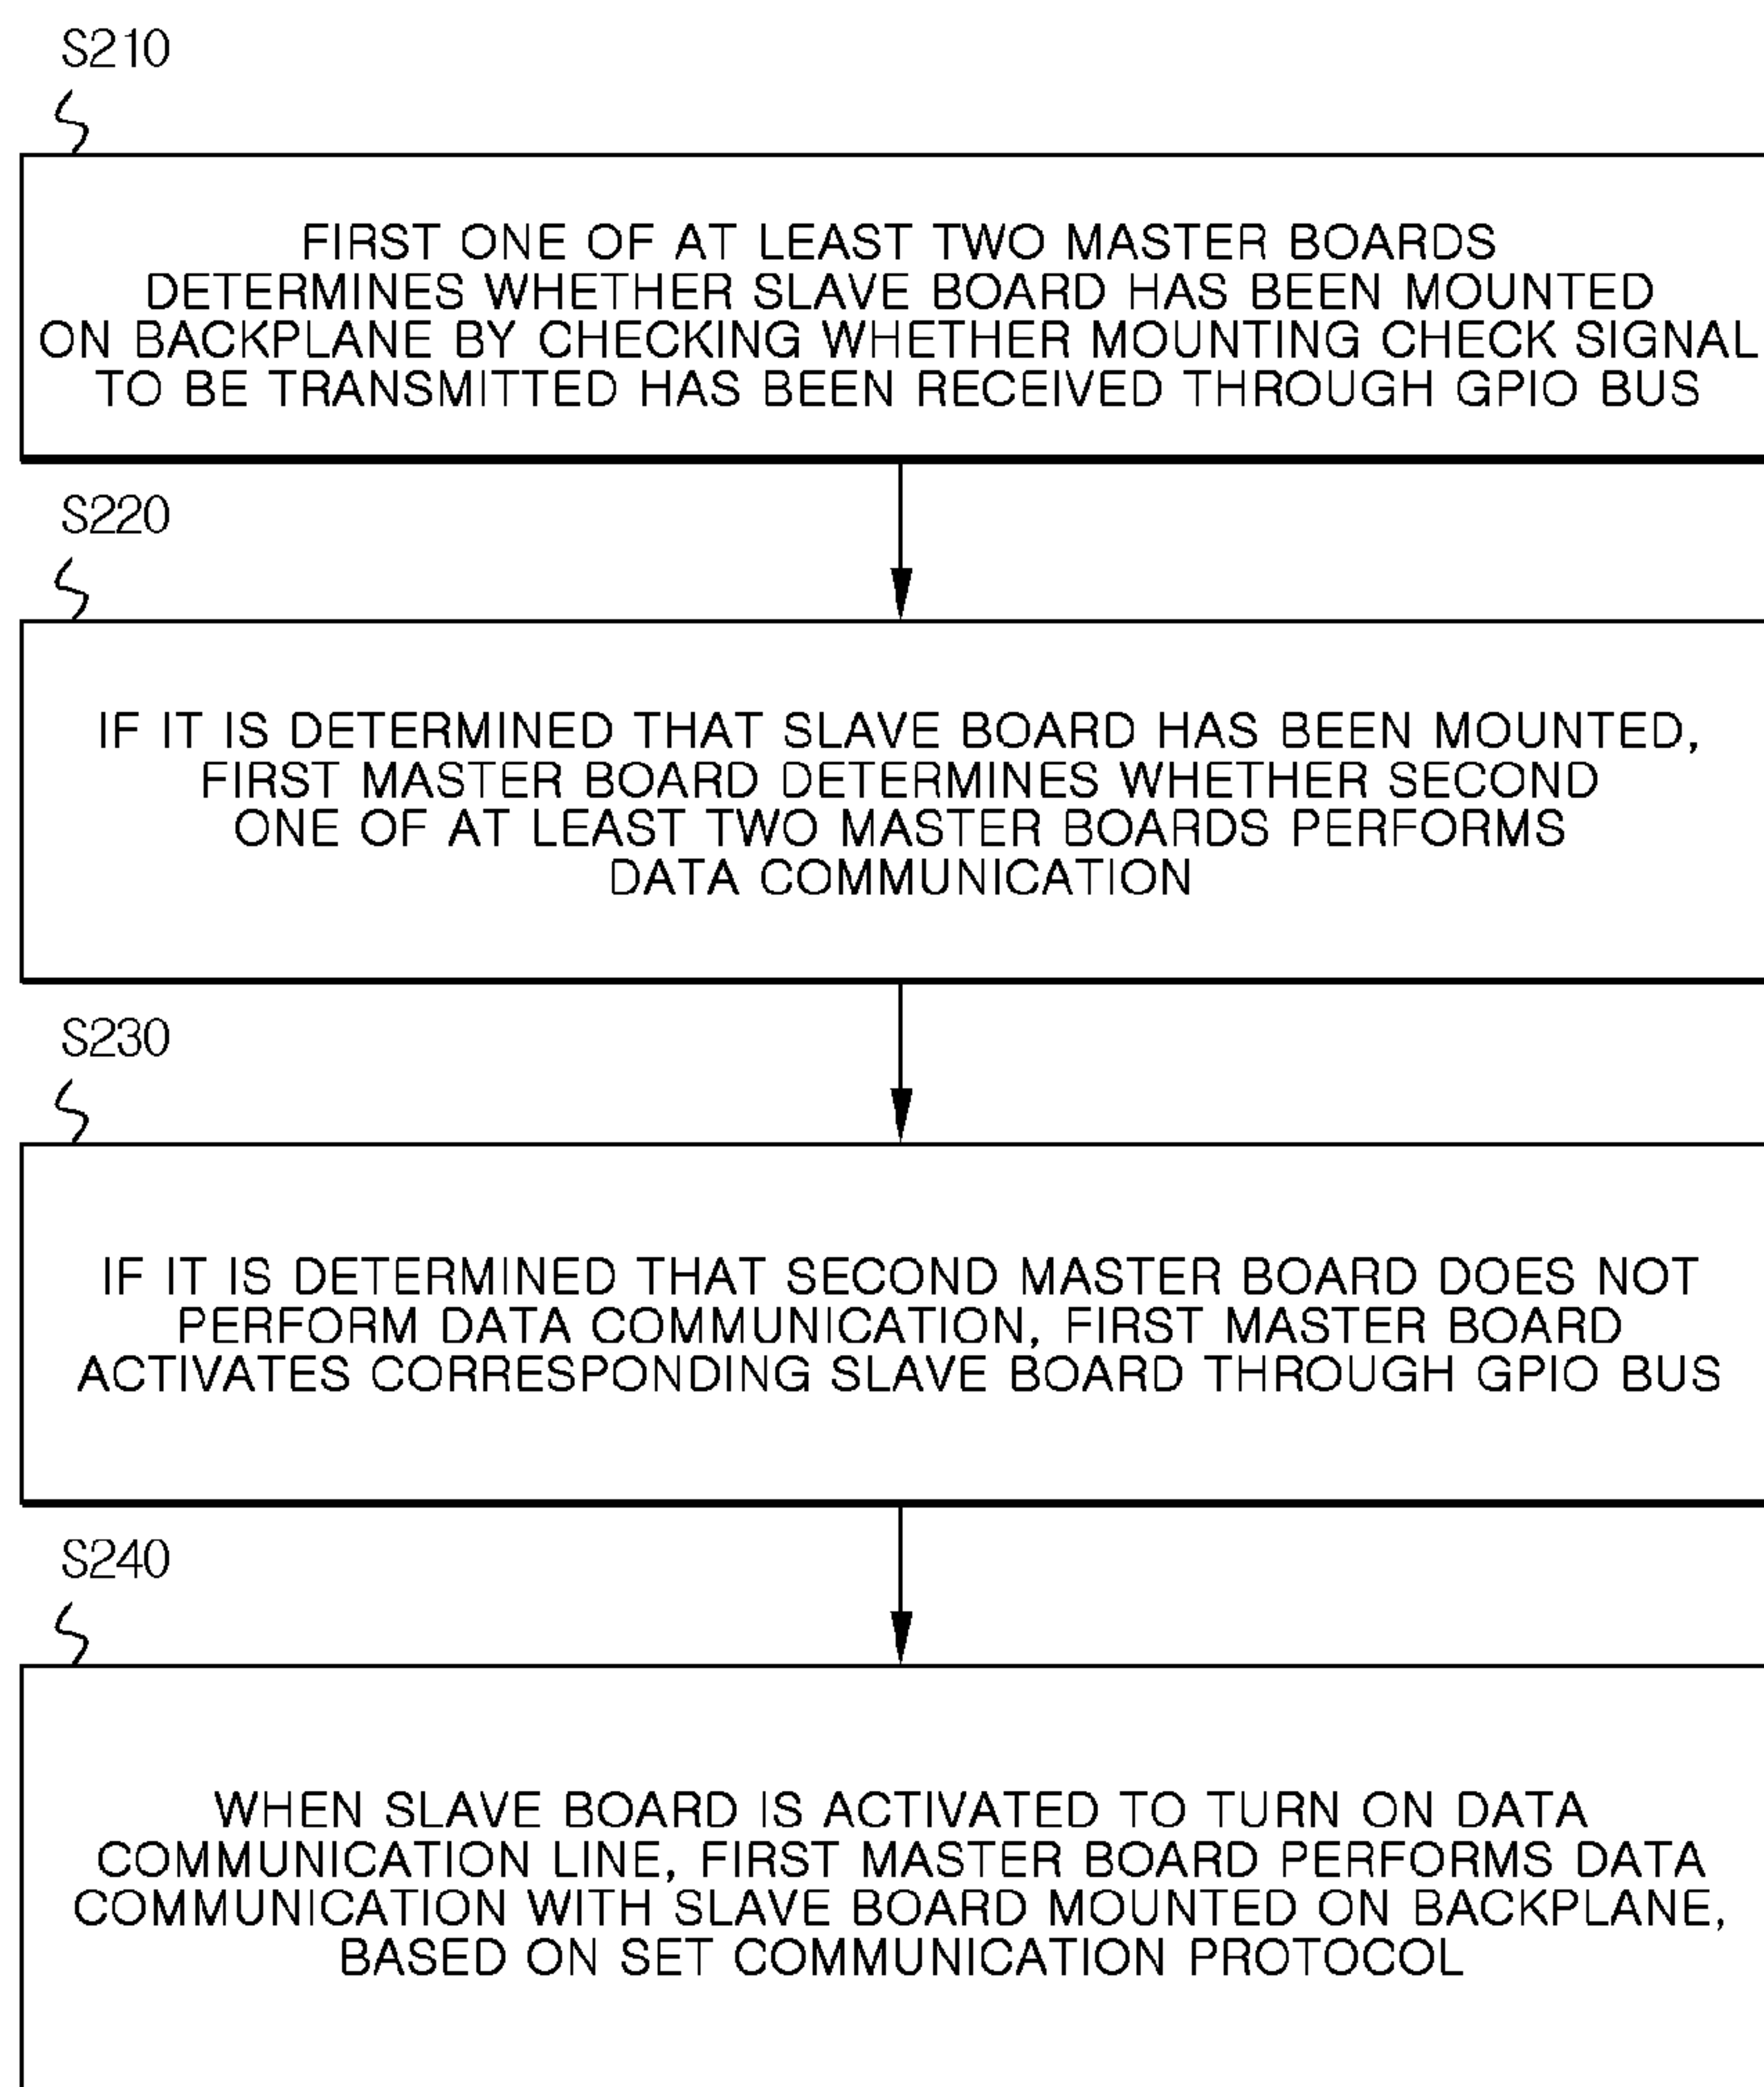 S210
FIRST ONE OF AT LEAST TWO MASTER BOARDS
DETERMINES WHETHER SLAVE BOARD HAS BEEN MOUNTED
ON BACKPLANE BY CHECKING WHETHER MOUNTING CHECK SIGNAL
TO BE TRANSMITTED HAS BEEN RECEIVED THROUGH GPIO BUS
S220
IF IT IS DETERMINED THAT SLAVE BOARD HAS BEEN MOUNTED,
FIRST MASTER BOARD DETERMINES WHETHER SECOND
ONE OF AT LEAST TWO MASTER BOARDS PERFORMS
DATA COMMUNICATION
S230
IF IT IS DETERMINED THAT SECOND MASTER BOARD DOES NOT
PERFORM DATA COMMUNICATION, FIRST MASTER BOARD
ACTIVATES CORRESPONDING SLAVE BOARD THROUGH GPIO BUS
S240
WHEN SLAVE BOARD IS ACTIVATED TO TURN ON DATA
COMMUNICATION LINE, FIRST MASTER BOARD PERFORMS DATA
COMMUNICATION WITH SLAVE BOARD MOUNTED ON BACKPLANE,
BASED ON SET COMMUNICATION PROTOCOL